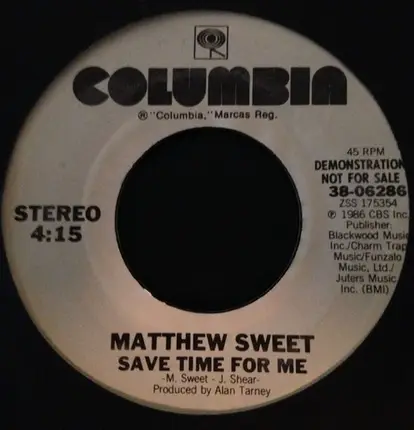 COLUMBIA
® "Columbia," Marcas Reg.
STEREO
4:15
45 RPM
DEMONSTRATION
NOT FOR SALE
38-06286
ZSS 175354
℗ 1986 CBS Inc.
Publisher:
Blackwood Music
Inc./Charm Trap
Music/Funzalo
Music, Ltd./
Juters Music
Inc. (BMI)
MATTHEW SWEET
SAVE TIME FOR ME
-M. Sweet - J. Shear-
Produced by Alan Tarney